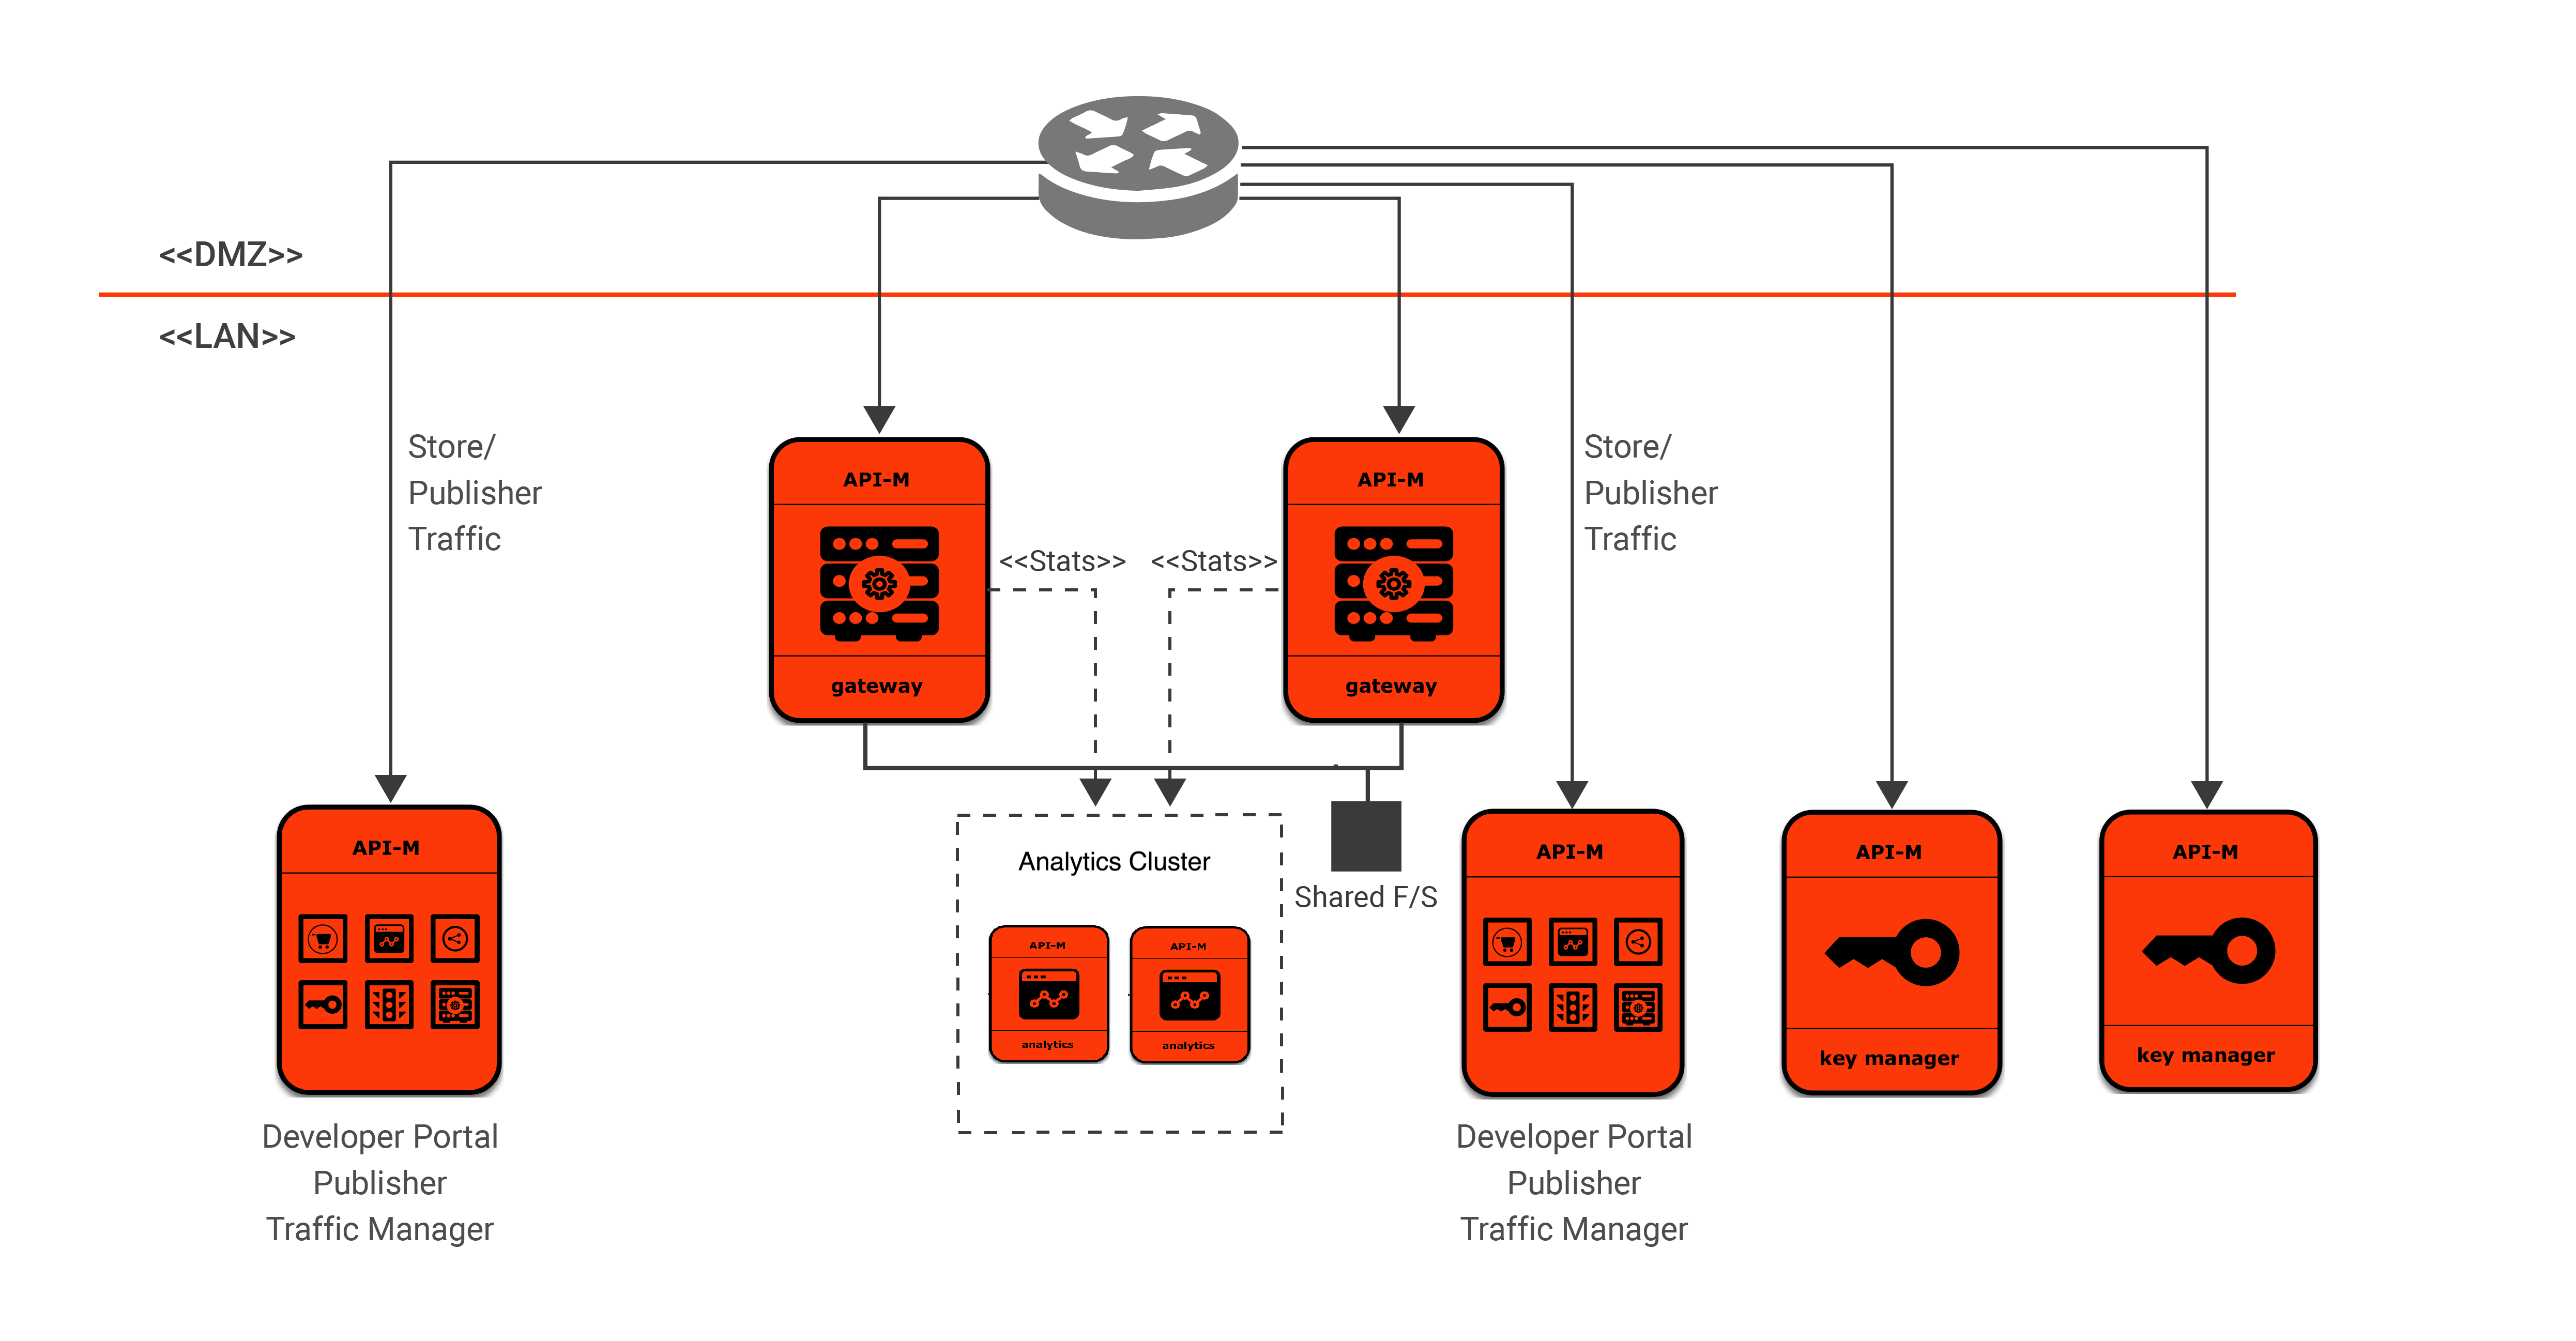 <<DMZ>>
<<LAN>>
Store/
Publisher
Traffic
API-M
gateway
<<Stats>>
<<Stats>>
API-M
gateway
Store/
Publisher
Traffic
API-M
Developer Portal
Publisher
Traffic Manager
Analytics Cluster
API-M
analytics
API-M
analytics
Shared F/S
API-M
Developer Portal
Publisher
Traffic Manager
API-M
key manager
API-M
key manager